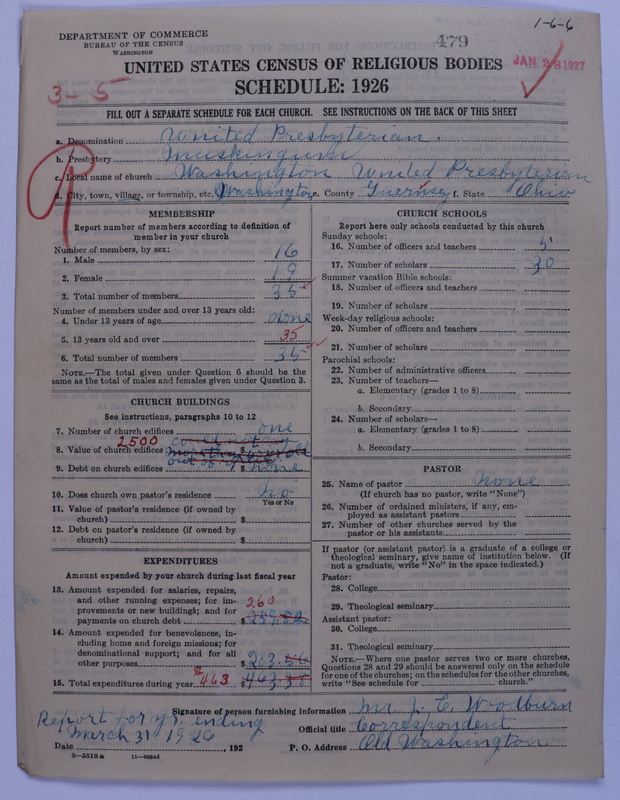 1-6-6
DEPARTMENT OF COMMERCE
BUREAU OF THE CENSUS
WASHINGTON
479
JAN 28 1927
UNITED STATES CENSUS OF RELIGIOUS BODIES
SCHEDULE: 1926
3-5
FILL OUT A SEPARATE SCHEDULE FOR EACH CHURCH. SEE INSTRUCTIONS ON THE BACK OF THIS SHEET
R
a. Denomination United Presbyterian.
b. Presbytery Muskingum
c. Local name of church Washington United Presbyterian
d. City, town, village, or township, etc. Washington e. County Guernsey f. State Ohio
MEMBERSHIP
Report number of members according to definition of
member in your church
Number of members, by sex:
1. Male 16
2. Female 19
3. Total number of members 35
Number of members under and over 13 years old:
4. Under 13 years of age none
5. 13 years old and over 35
6. Total number of members 35
NOTE.—The total given under Question 6 should be
the same as the total of males and females given under Question 3.
CHURCH BUILDINGS
See instructions, paragraphs 10 to 12
7. Number of church edifices one
2500
8. Value of church edifices $
9. Debt on church edifices $ none
10. Does church own pastor's residence No
Yes or No
11. Value of pastor's residence (if owned by
church) $
12. Debt on pastor's residence (if owned by
church) $
EXPENDITURES
Amount expended by your church during last fiscal year
13. Amount expended for salaries, repairs,
and other running expenses; for im-
provements or new buildings; and for
payments on church debt $ 260
14. Amount expended for benevolences, in-
cluding home and foreign missions; for
denominational support; and for all
other purposes $ 203.56
15. Total expenditures during year $ 463
CHURCH SCHOOLS
Report here only schools conducted by this church
Sunday schools:
16. Number of officers and teachers 5
17. Number of scholars 30
Summer vacation Bible schools:
18. Number of officers and teachers
19. Number of scholars
Week-day religious schools:
20. Number of officers and teachers
21. Number of scholars
Parochial schools:
22. Number of administrative officers
23. Number of teachers—
a. Elementary (grades 1 to 8)
b. Secondary
24. Number of scholars—
a. Elementary (grades 1 to 8)
b. Secondary
PASTOR
25. Name of pastor None
(If church has no pastor, write "None")
26. Number of ordained ministers, if any, em-
ployed as assistant pastors
27. Number of other churches served by the
pastor or his assistants
If pastor (or assistant pastor) is a graduate of a college or
theological seminary, give name of institution below. (If
not a graduate, write "No" in the space indicated.)
Pastor:
28. College
29. Theological seminary
Assistant pastor:
30. College
31. Theological seminary
NOTE.—Where one pastor serves two or more churches,
Questions 28 and 29 should be answered only on the schedule
for one of the churches; on the schedules for the other churches,
write "See schedule for church."
Signature of person furnishing information Mr J. C. Woodburn
Report for yr. ending
March 31 1926
Official title Correspondent
Date , 192
P. O. Address Old Washington
8-5518 a